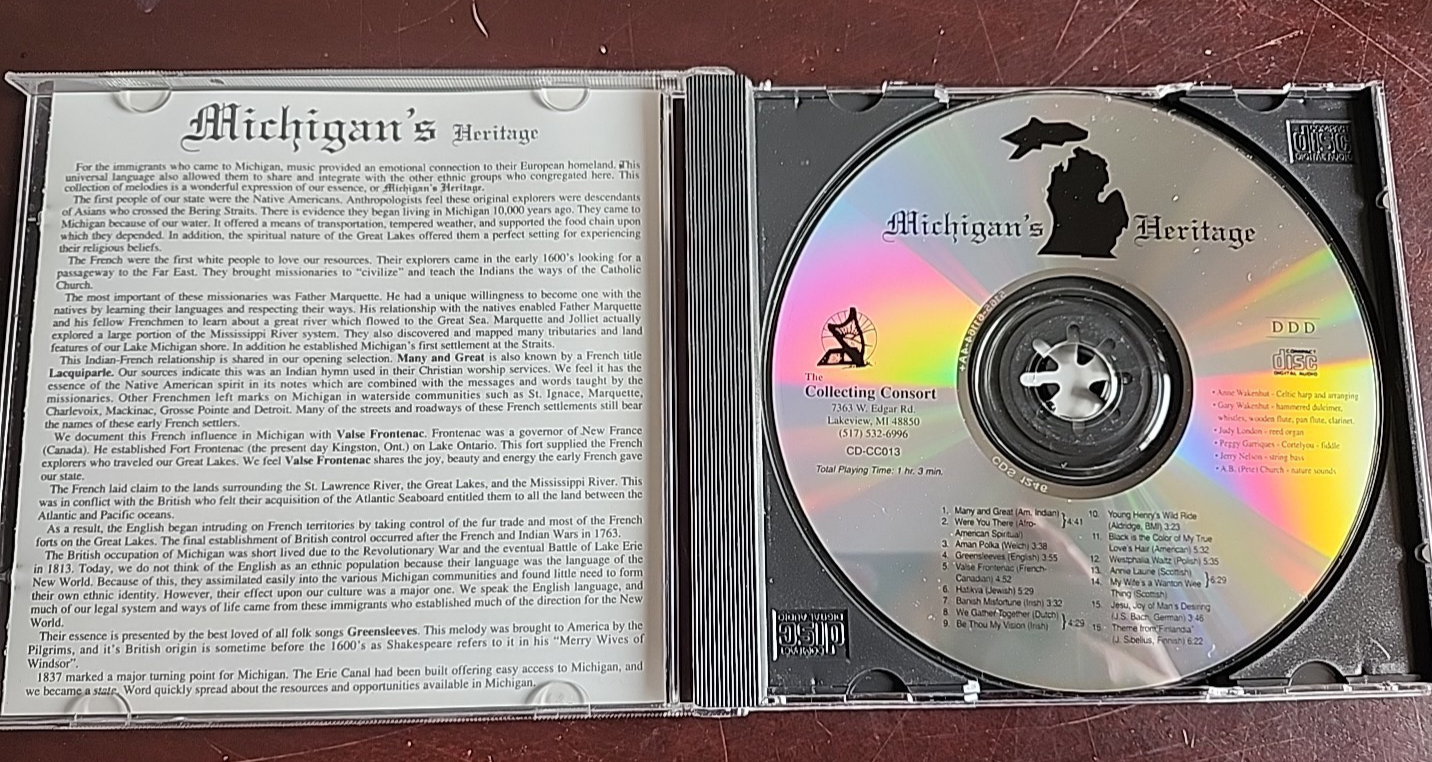 Michigan's Heritage
For the immigrants who came to Michigan, music provided an emotional connection to their European homeland. This
universal language also allowed them to share and integrate with the other ethnic groups who congregated here. This
collection of melodies is a wonderful expression of our essence, or Michigan's Heritage.
The first people of our state were the Native Americans. Anthropologists feel these original explorers were descendants
of Asians who crossed the Bering Straits. There is evidence they began living in Michigan 10,000 years ago. They came to
Michigan because of our water. It offered a means of transportation, tempered weather, and supported the food chain upon
which they depended. In addition, the spiritual nature of the Great Lakes offered them a perfect setting for experiencing
their religious beliefs.
The French were the first white people to love our resources. Their explorers came in the early 1600's looking for a
passageway to the Far East. They brought missionaries to "civilize" and teach the Indians the ways of the Catholic
Church.
The most important of these missionaries was Father Marquette. He had a unique willingness to become one with the
natives by learning their languages and respecting their ways. His relationship with the natives enabled Father Marquette
and his fellow Frenchmen to learn about a great river which flowed to the Great Sea. Marquette and Jolliet actually
explored a large portion of the Mississippi River system. They also discovered and mapped many tributaries and land
features of our Lake Michigan shore. In addition he established Michigan's first settlement at the Straits.
This Indian-French relationship is shared in our opening selection. Many and Great is also known by a French title
Lacquiparle. Our sources indicate this was an Indian hymn used in their Christian worship services. We feel it has the
essence of the Native American spirit in its notes which are combined with the messages and words taught by the
missionaries. Other Frenchmen left marks on Michigan in waterside communities such as St. Ignace, Marquette,
Charlevoix, Mackinac, Grosse Pointe and Detroit. Many of the streets and roadways of these French settlements still bear
the names of these early French settlers.
We document this French influence in Michigan with Valse Frontenac. Frontenac was a governor of New France
(Canada). He established Fort Frontenac (the present day Kingston, Ont.) on Lake Ontario. This fort supplied the French
explorers who traveled our Great Lakes. We feel Valse Frontenac shares the joy, beauty and energy the early French gave
our state.
The French laid claim to the lands surrounding the St. Lawrence River, the Great Lakes, and the Mississippi River. This
was in conflict with the British who felt their acquisition of the Atlantic Seaboard entitled them to all the land between the
Atlantic and Pacific oceans.
As a result, the English began intruding on French territories by taking control of the fur trade and most of the French
forts on the Great Lakes. The final establishment of British control occurred after the French and Indian Wars in 1763.
The British occupation of Michigan was short lived due to the Revolutionary War and the eventual Battle of Lake Erie
in 1813. Today, we do not think of the English as an ethnic population because their language was the language of the
New World. Because of this, they assimilated easily into the various Michigan communities and found little need to form
their own ethnic identity. However, their effect upon our culture was a major one. We speak the English language, and
much of our legal system and ways of life came from these immigrants who established much of the direction for the New
World.
Their essence is presented by the best loved of all folk songs Greensleeves. This melody was brought to America by the
Pilgrims, and it's British origin is sometime before the 1600's as Shakespeare refers to it in his "Merry Wives of
Windsor".
1837 marked a major turning point for Michigan. The Eric Canal had been built offering easy access to Michigan, and
we became a state. Word quickly spread about the resources and opportunities available in Michigan.
Michigan's Heritage
The
Collecting Consort
7363 W. Edgar Rd.
Lakeview, MI 48850
(517) 532-6996
CD-CC013
Total Playing Time: 1 hr. 3 min.
DDD
COMPACT
disc
DIGITAL AUDIO
• Anne Wakenhut - Celtic harp and arranging
• Gary Wakenhut - hammered dulcimer,
whistles, wooden flute, pan flute, clarinet.
• Judy London - reed organ
• Peggy Garrigues - Cortelyou - fiddle
• Jerry Nelson - string bass
• A.B. (Pete) Church - nature sounds
1. Many and Great (Am. Indian)
2. Were You There (Afro-
American Spiritual) }4:41
3. Aman Polka (Welch) 3:38
4. Greensleeves (English) 3:55
5. Valse Frontenac (French-
Canadian) 4:52
6. Hatikva (Jewish) 5:29
7. Banish Misfortune (Irish) 3:32
8. We Gather Together (Dutch)
9. Be Thou My Vision (Irish) }4:29
10. Young Henry's Wild Ride
(Aldridge, BMI) 3:23
11. Black is the Color of My True
Love's Hair (American) 5:32
12. Westphalia Waltz (Polish) 5:35
13. Annie Laurie (Scottish)
14. My Wife's a Wanton Wee }6:29
Thing (Scottish)
15. Jesu, Joy of Man's Desiring
(J.S. Bach, German) 3:46
16. Theme from "Finlandia"
(J. Sibelius, Finnish) 6:22
COMPACT
disc
DIGITAL AUDIO
COMPACT
disc
DIGITAL AUDIO